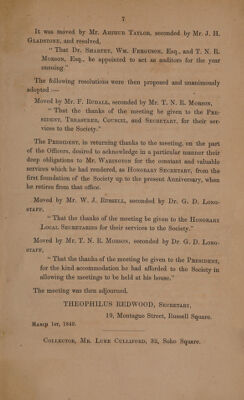 7
It was moved by Mr. ARTHUR TAYLOR, seconded by Mr. J. H.
GLADSTONE, and resolved,
"That Dr. SHARPEY, WM. FERGUSON, Esq., and T. N. R.
MORSON, Esq., be appointed to act as auditors for the year
ensuing."
The following resolutions were then proposed and unanimously
adopted :—
Moved by Mr. F. RUDALL, seconded by Mr. T. N. R. MORSON,
"That the thanks of the meeting be given to the PRE-
SIDENT, TREASURER, COUNCIL, and SECRETARY, for their ser-
vices to the Society."
The PRESIDENT, in returning thanks to the meeting, on the part
of the Officers, desired to acknowledge in a particular manner their
deep obligations to Mr. WARINGTON for the constant and valuable
services which he had rendered, as HONORARY SECRETARY, from the
first foundation of the Society up to the present Anniversary, when
he retires from that office.
Moved by Mr. W. J. RUSSELL, seconded by Dr. G. D. LONG-
STAFF,
"That the thanks of the meeting be given to the HONORARY
LOCAL SECRETARIES for their services to the Society."
Moved by Mr. T. N. R. MORSON, seconded by Dr. G. D. LONG-
STAFF,
"That the thanks of the meeting be given to the PRESIDENT,
for the kind accommodation he had afforded to the Society in
allowing the meetings to be held at his house."
The meeting was then adjourned.
THEOPHILUS REDWOOD, SECRETARY,
19, Montague Street, Russell Square.
MARCH 1st, 1849.
COLLECTOR, MR. LUKE CULLIFORD, 32, Soho Square.